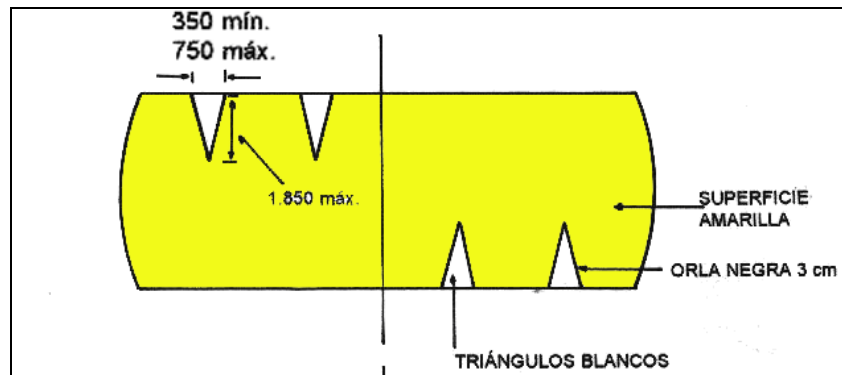 350 mín.
750 máx.
1.850 máx.
SUPERFICIE
AMARILLA
ORLA NEGRA 3 cm
TRIÁNGULOS BLANCOS